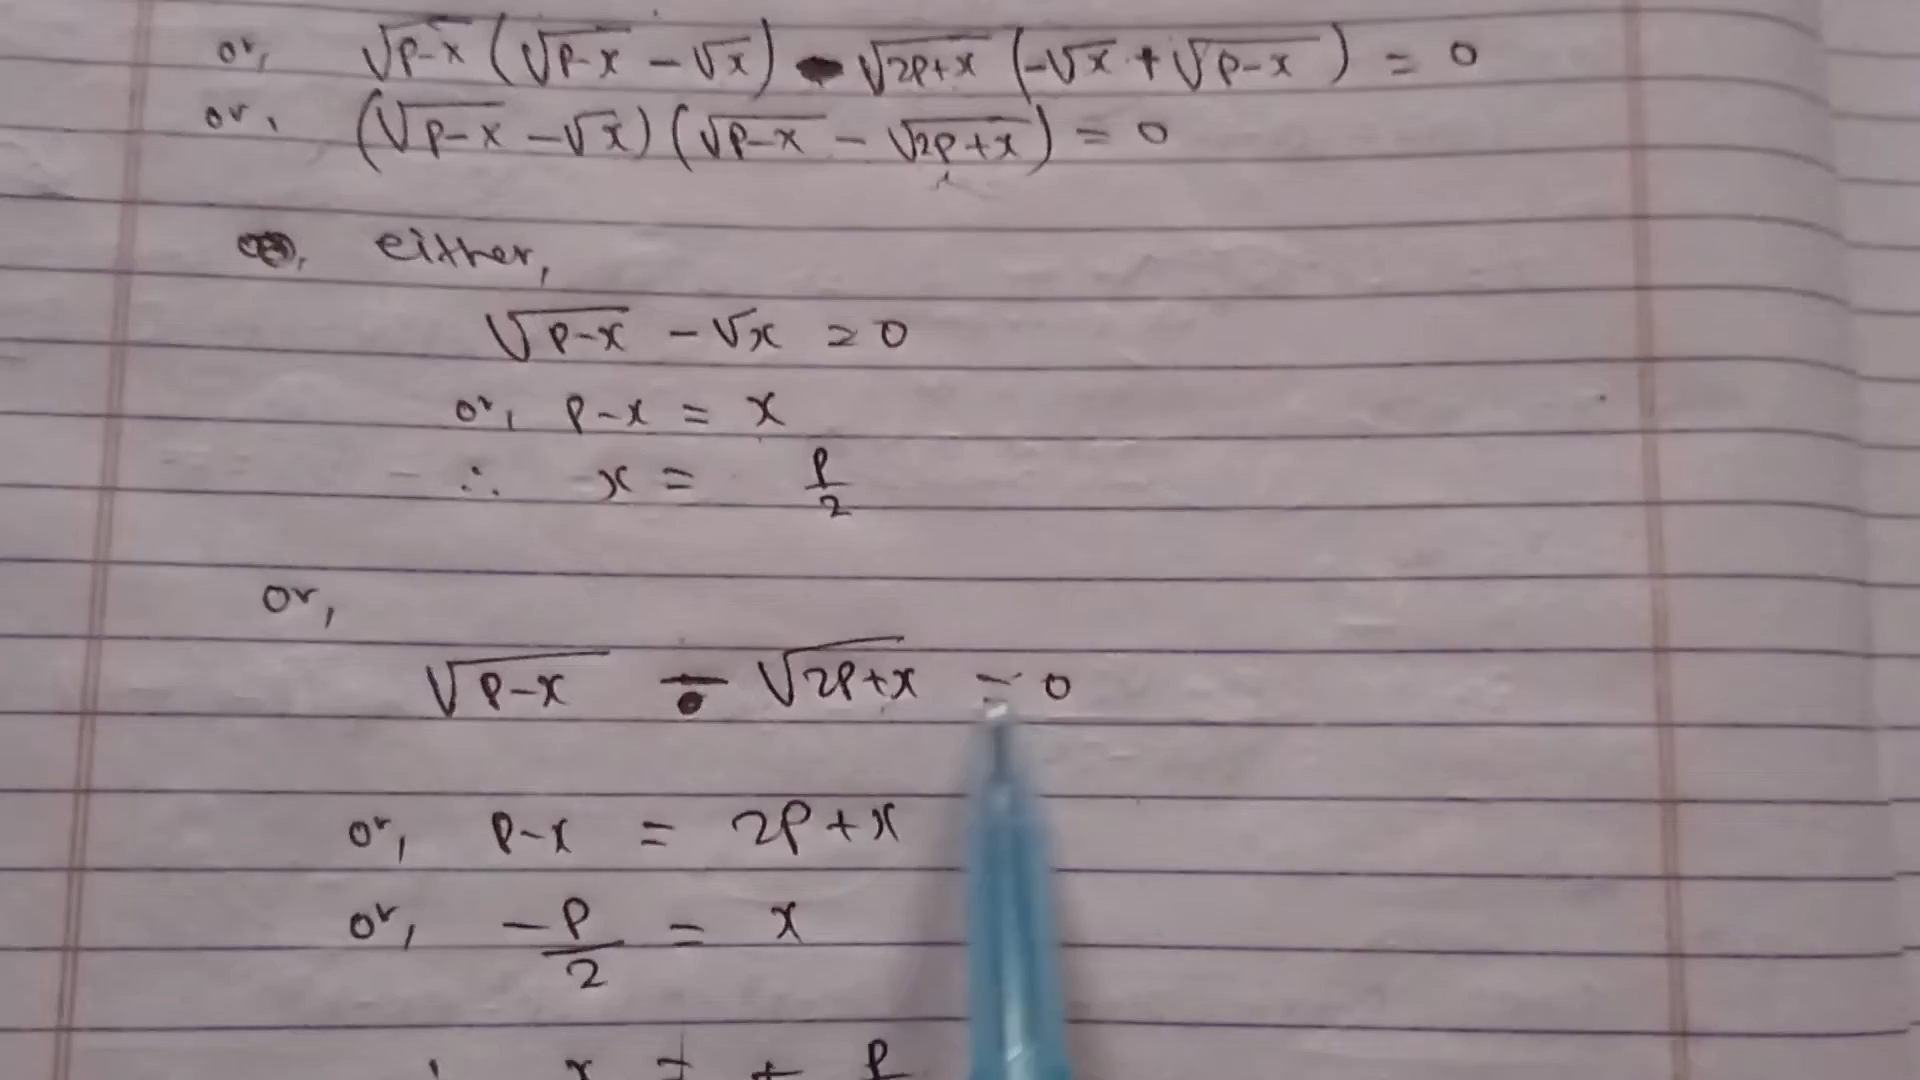 or, √p-x (√p-x - √x) - √2p+x (-√x + √p-x) = 0
or, (√p-x - √x) (√p-x - √2p+x) = 0
either,
√p-x - √x = 0
or, p-x = x
∴ x = p/2
or,
√p-x - √2p+x = 0
or, p-x = 2p+x
or, -p/2 = x